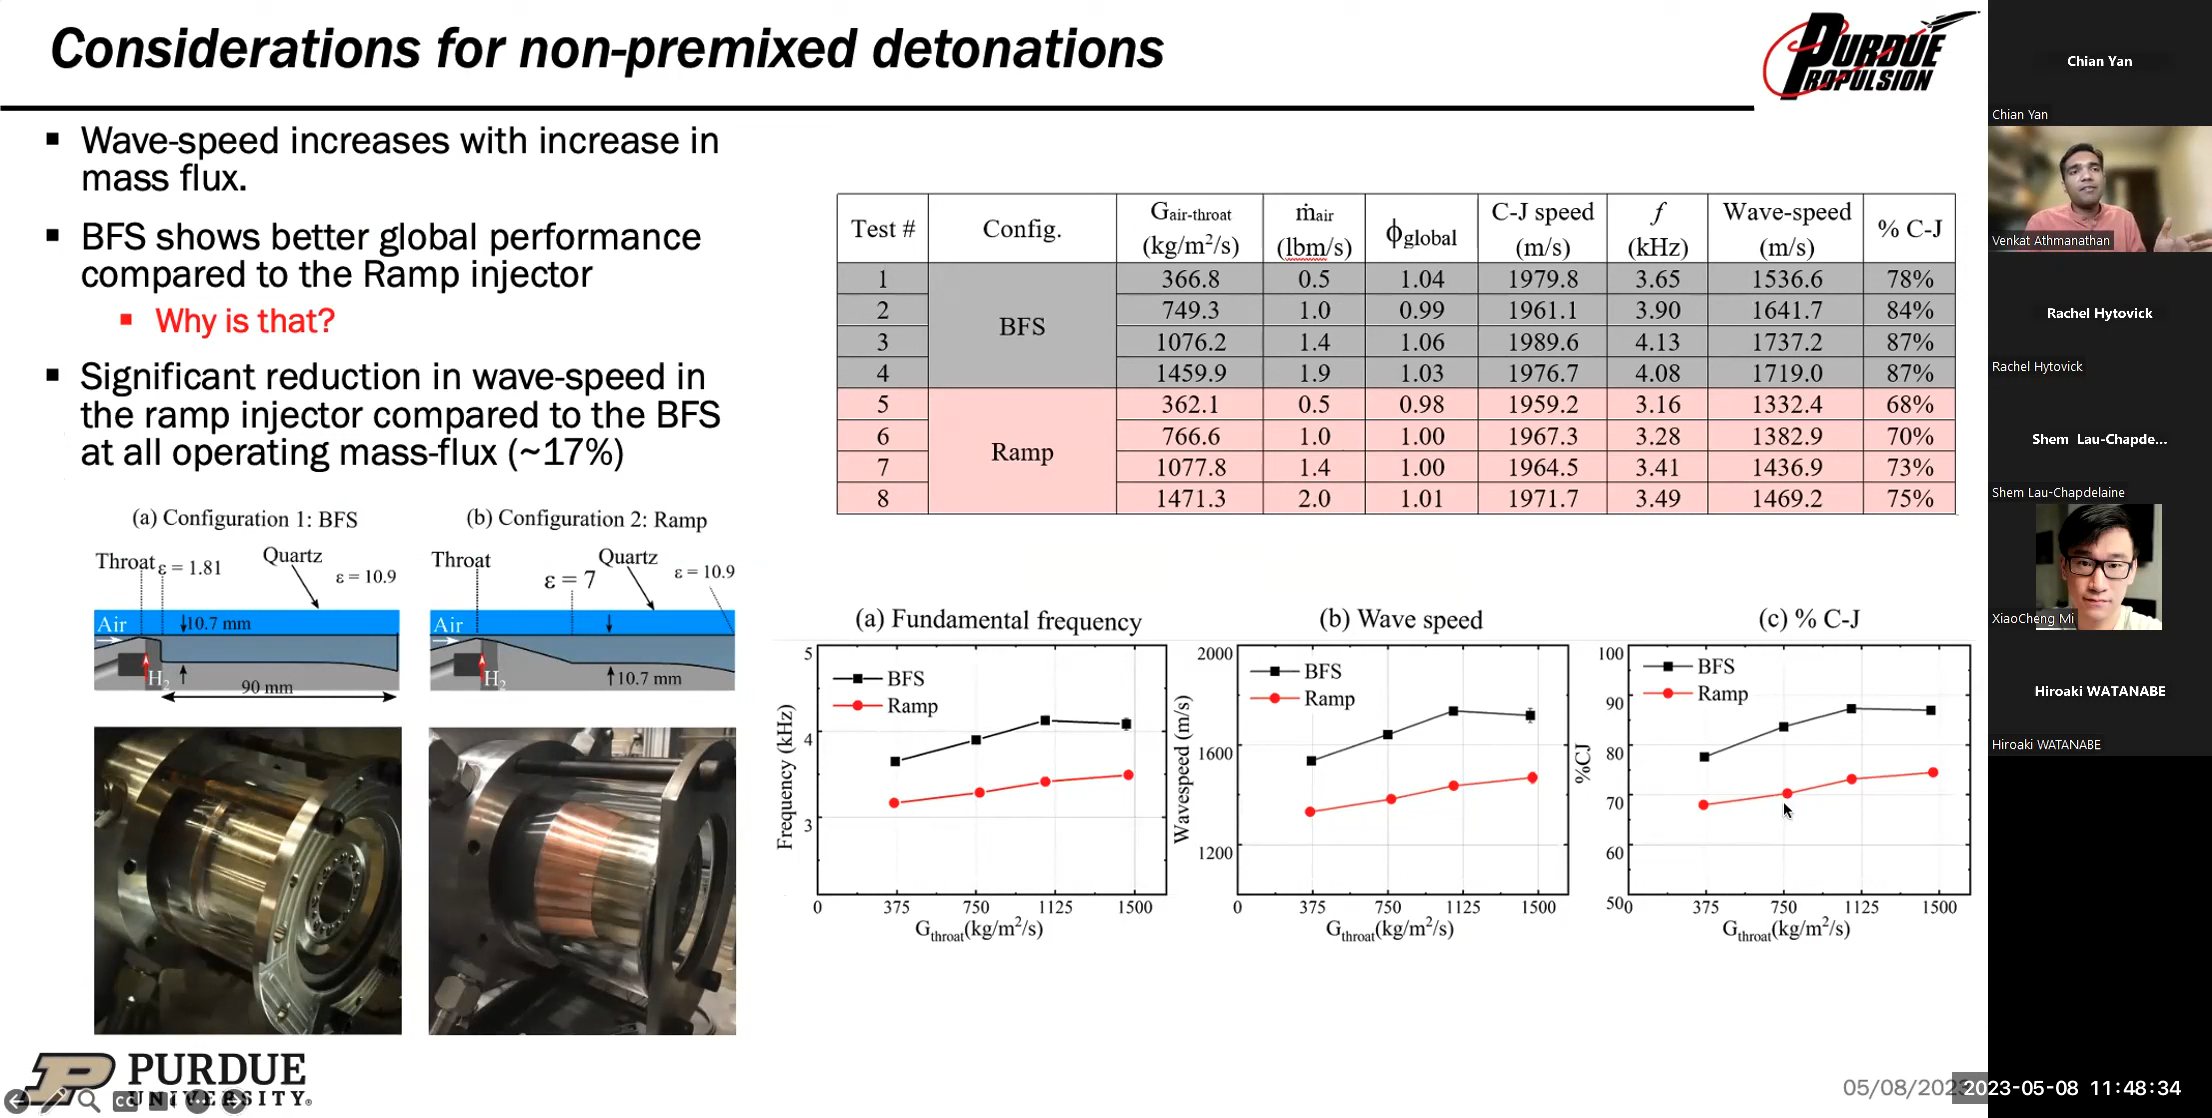 Considerations for non-premixed detonations
PURDUE
PROPULSION
▪ Wave-speed increases with increase in
mass flux.
▪ BFS shows better global performance
compared to the Ramp injector
▪ Why is that?
▪ Significant reduction in wave-speed in
the ramp injector compared to the BFS
at all operating mass-flux (~17%)
Test # Config. Gair-throat (kg/m²/s) ṁair (lbm/s) ϕglobal C-J speed (m/s) f (kHz) Wave-speed (m/s) % C-J
1 BFS 366.8 0.5 1.04 1979.8 3.65 1536.6 78%
2 749.3 1.0 0.99 1961.1 3.90 1641.7 84%
3 1076.2 1.4 1.06 1989.6 4.13 1737.2 87%
4 1459.9 1.9 1.03 1976.7 4.08 1719.0 87%
5 Ramp 362.1 0.5 0.98 1959.2 3.16 1332.4 68%
6 766.6 1.0 1.00 1967.3 3.28 1382.9 70%
7 1077.8 1.4 1.00 1964.5 3.41 1436.9 73%
8 1471.3 2.0 1.01 1971.7 3.49 1469.2 75%
(a) Configuration 1: BFS
Throat ε = 1.81 Quartz ε = 10.9
Air 10.7 mm
H₂
90 mm
(b) Configuration 2: Ramp
Throat ε = 7 Quartz ε = 10.9
Air
H₂ 10.7 mm
(a) Fundamental frequency
BFS
Ramp
Frequency (kHz)
5
4
3
0 375 750 1125 1500
Gthroat(kg/m²/s)
(b) Wave speed
BFS
Ramp
Wavespeed (m/s)
2000
1600
1200
0 375 750 1125 1500
Gthroat(kg/m²/s)
(c) % C-J
BFS
Ramp
%CJ
100
90
80
70
60
50
0 375 750 1125 1500
Gthroat(kg/m²/s)
PURDUE
UNIVERSITY®
CC
05/08/2023
2023-05-08 11:48:34
Chian Yan
Chian Yan
Venkat Athmanathan
Rachel Hytovick
Rachel Hytovick
Shem Lau-Chapde...
Shem Lau-Chapdelaine
XiaoCheng Mi
Hiroaki WATANABE
Hiroaki WATANABE